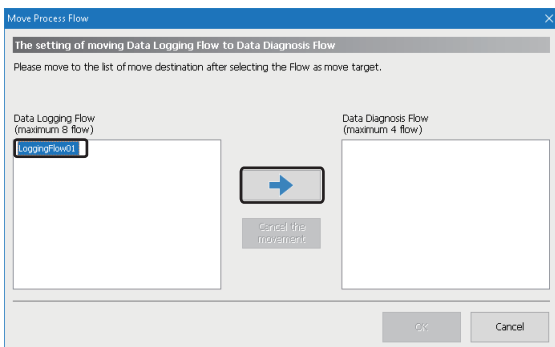 Move Process Flow
The setting of moving Data Logging Flow to Data Diagnosis Flow
Please move to the list of move destination after selecting the Flow as move target.
Data Logging Flow
(maximum 8 flow)
LoggingFlow01
Cancel the
movement
Data Diagnosis Flow
(maximum 4 flow)
OK
Cancel